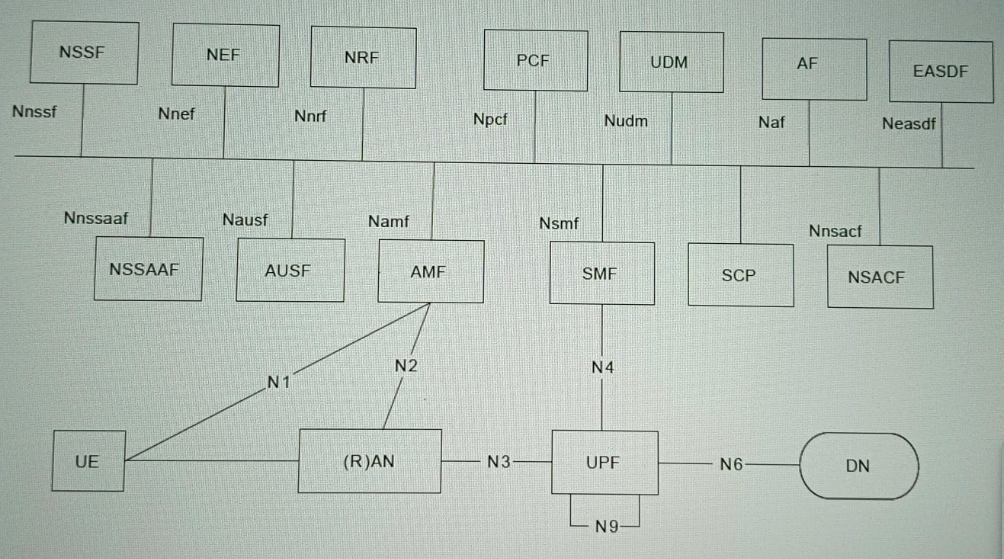 NSSF
NEF
NRF
PCF
UDM
AF
EASDF
Nnssf
Nnef
Nnrf
Npcf
Nudm
Naf
Neasdf
Nnssaaf
Nausf
Namf
Nsmf
Nnsacf
NSSAAF
AUSF
AMF
SMF
SCP
NSACF
N1
N2
N4
UE
(R)AN
N3
UPF
N6
DN
N9